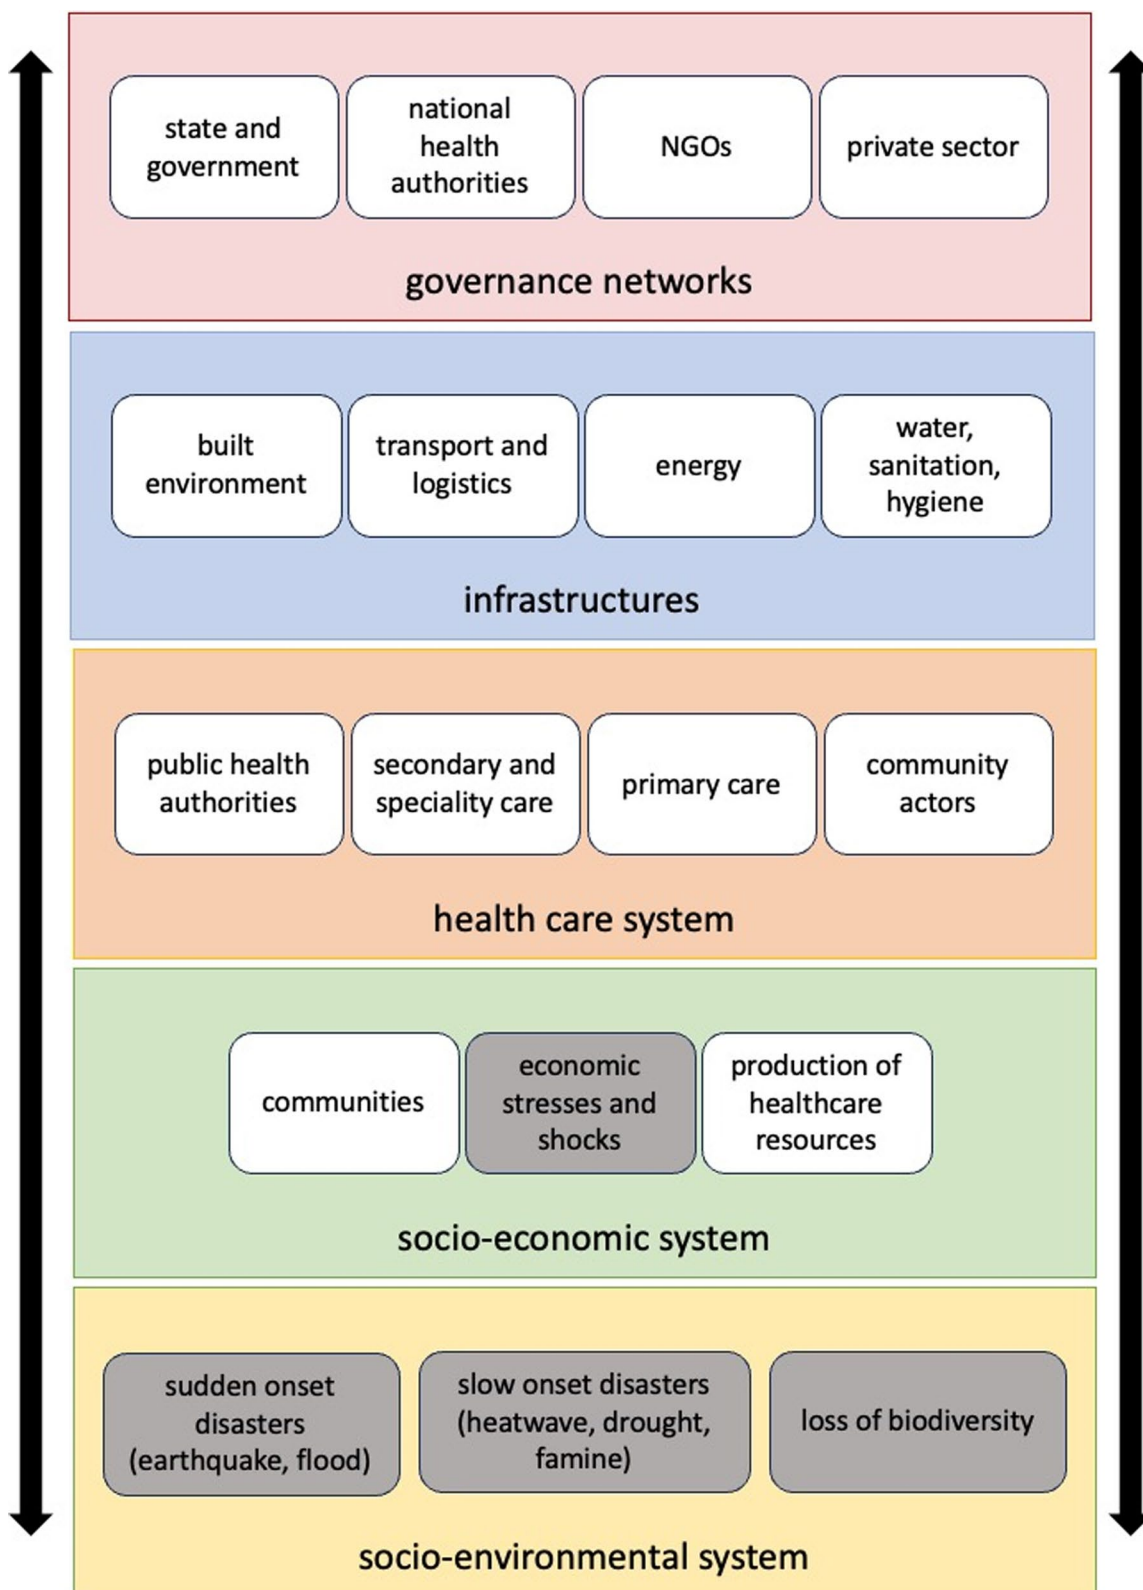 state and
government
national
health
authorities
NGOs
private sector
governance networks
built
environment
transport and
logistics
energy
water,
sanitation,
hygiene
infrastructures
public health
authorities
secondary and
speciality care
primary care
community
actors
health care system
communities
economic
stresses and
shocks
production of
healthcare
resources
socio-economic system
sudden onset
disasters
(earthquake, flood)
slow onset disasters
(heatwave, drought,
famine)
loss of biodiversity
socio-environmental system